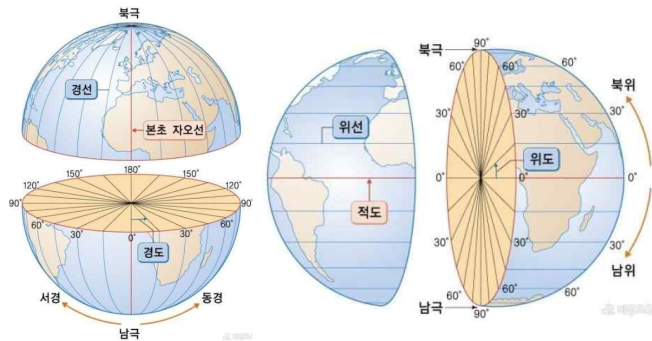 북극
경선
본초 자오선
180˚
150˚ 150˚
120˚ 120˚
90˚ 90˚
60˚ 60˚
30˚ 30˚
0˚
경도
서경 동경
남극
위선
적도
북극 90˚
60˚ 60˚ 60˚
북위
30˚ 30˚ 30˚
위도
0˚ 0˚ 0˚
30˚ 30˚ 30˚
남위
60˚ 60˚ 60˚
남극 90˚